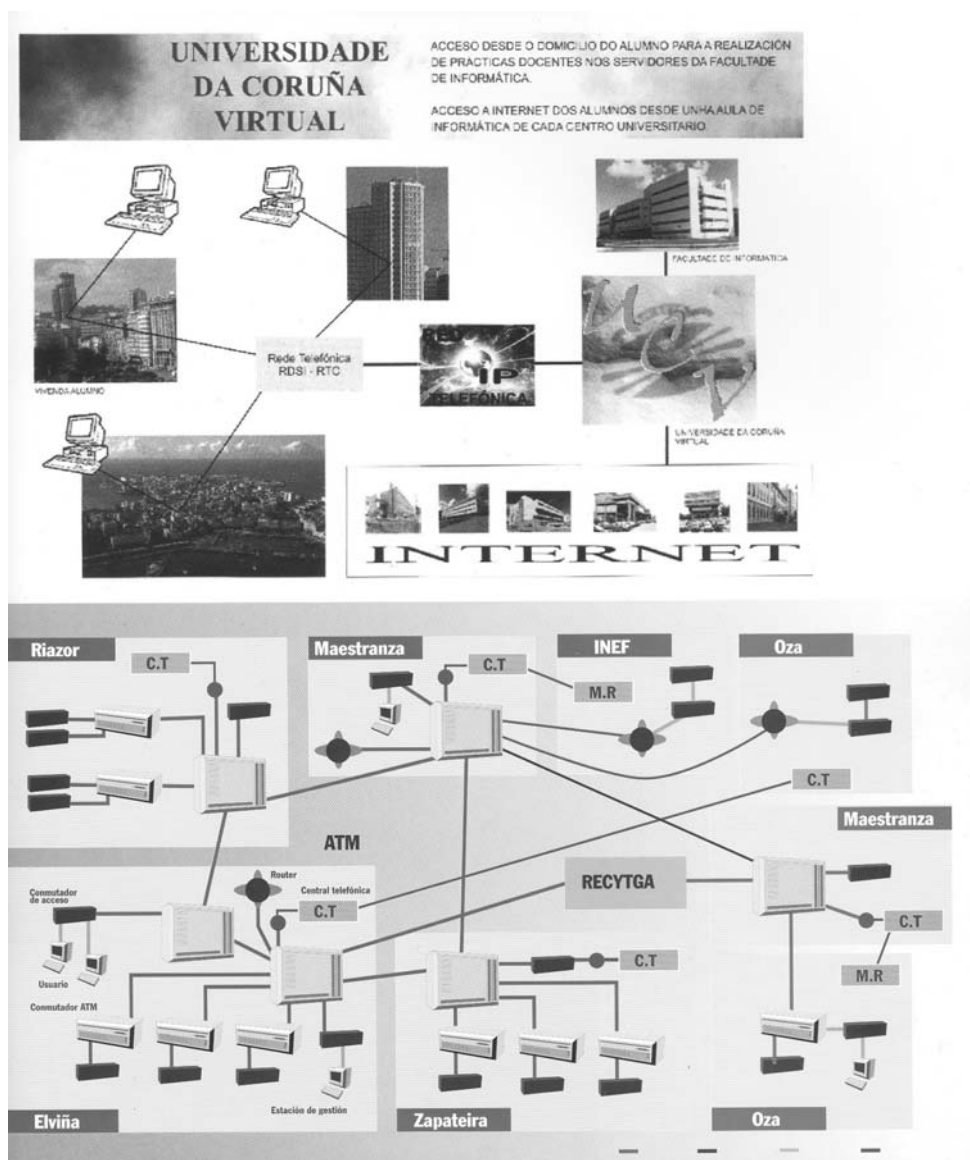 UNIVERSIDADE
DA CORUÑA
VIRTUAL
ACCESO DESDE O DOMICILIO DO ALUMNO PARA A REALIZACIÓN
DE PRÁCTICAS DOCENTES NOS SERVIDORES DA FACULTADE
DE INFORMÁTICA.
ACCESO A INTERNET DOS ALUMNOS DESDE UNHA AULA DE
INFORMÁTICA DE CADA CENTRO UNIVERSITARIO.
FACULTADE DE INFORMATICA
VIVENDA ALUMNO
Rede Telefónica
RDSI - RTC
RED
IP
TELEFÓNICA
UCV
UNIVERSIDADE DA CORUÑA
VIRTUAL
INTERNET
Riazor
C.T
Maestranza
C.T
M.R
INEF
Oza
C.T
Maestranza
C.T
M.R
ATM
RECYTGA
Router
Central telefónica
C.T
Conmutador
de acceso
Usuario
Conmutador ATM
Estación de gestión
Elviña
C.T
Zapateira
Oza